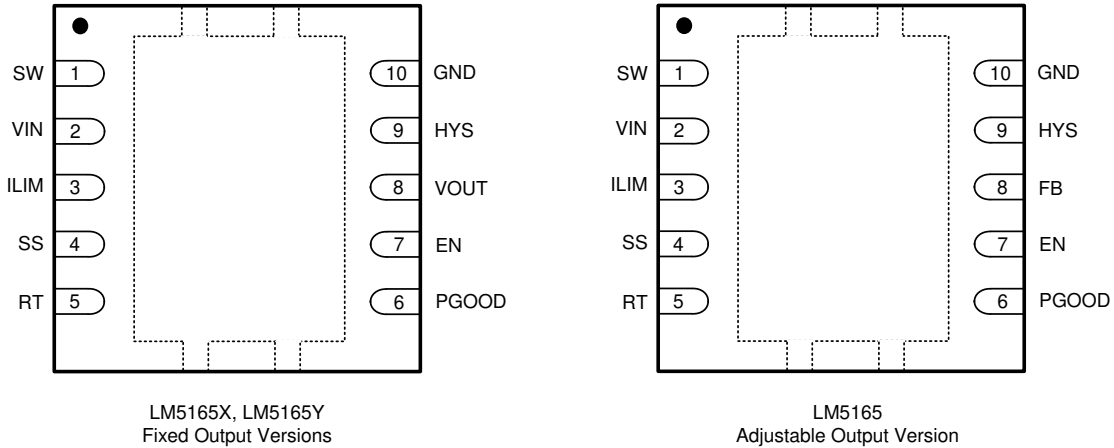 SW 1 10 GND
VIN 2 9 HYS
ILIM 3 8 VOUT
SS 4 7 EN
RT 5 6 PGOOD
LM5165X, LM5165Y
Fixed Output Versions
SW 1 10 GND
VIN 2 9 HYS
ILIM 3 8 FB
SS 4 7 EN
RT 5 6 PGOOD
LM5165
Adjustable Output Version